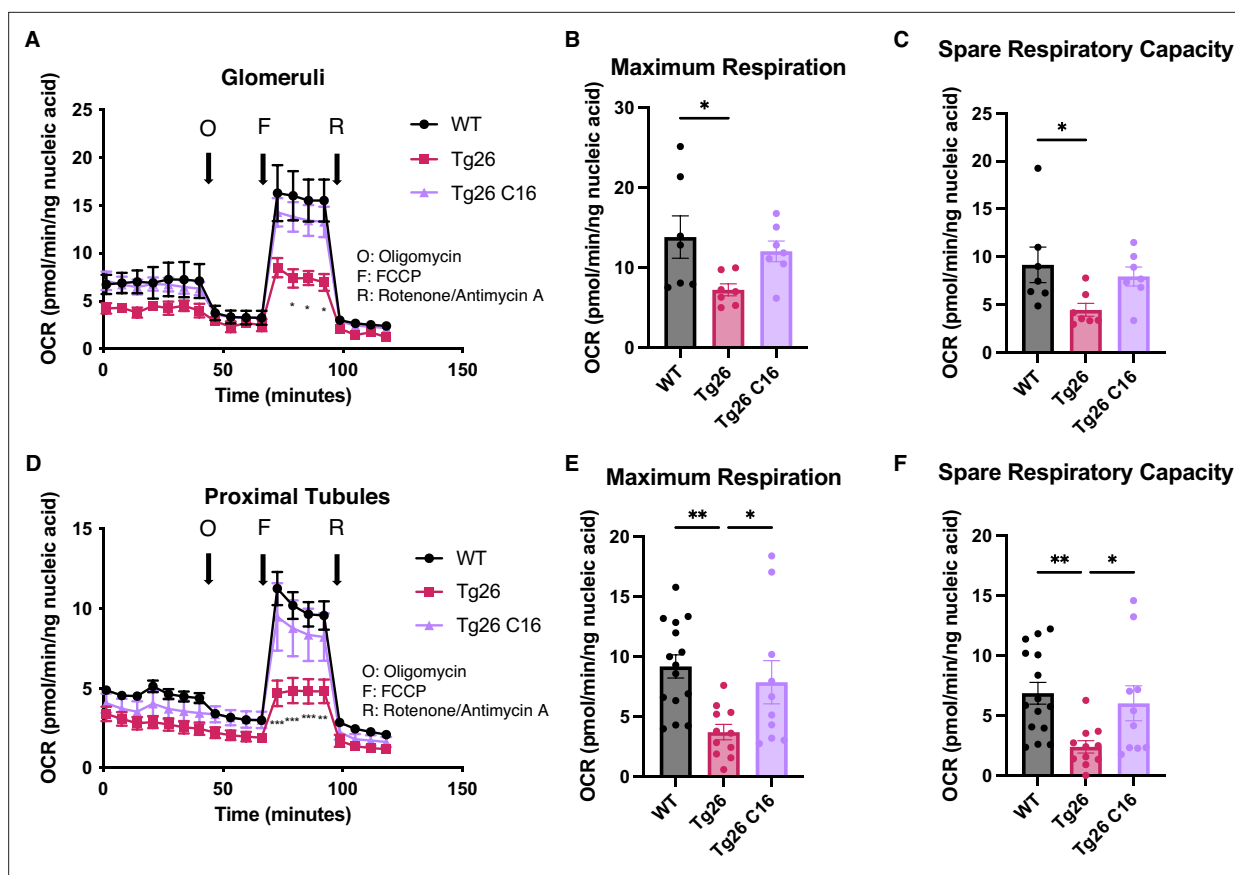 A
Glomeruli
OCR (pmol/min/ng nucleic acid)
25
20
15
10
5
0
O
F
R
WT
Tg26
Tg26 C16
O: Oligomycin
F: FCCP
R: Rotenone/Antimycin A
* * *
0 50 100 150
Time (minutes)
B
Maximum Respiration
OCR (pmol/min/ng nucleic acid)
30
20
10
0
*
WT
Tg26
Tg26 C16
C
Spare Respiratory Capacity
OCR (pmol/min/ng nucleic acid)
25
20
15
10
5
0
*
WT
Tg26
Tg26 C16
D
Proximal Tubules
OCR (pmol/min/ng nucleic acid)
15
10
5
0
O
F
R
WT
Tg26
Tg26 C16
O: Oligomycin
F: FCCP
R: Rotenone/Antimycin A
**** *** *** **
0 50 100 150
Time (minutes)
E
Maximum Respiration
OCR (pmol/min/ng nucleic acid)
20
15
10
5
0
** *
WT
Tg26
Tg26 C16
F
Spare Respiratory Capacity
OCR (pmol/min/ng nucleic acid)
20
15
10
5
0
** *
WT
Tg26
Tg26 C16